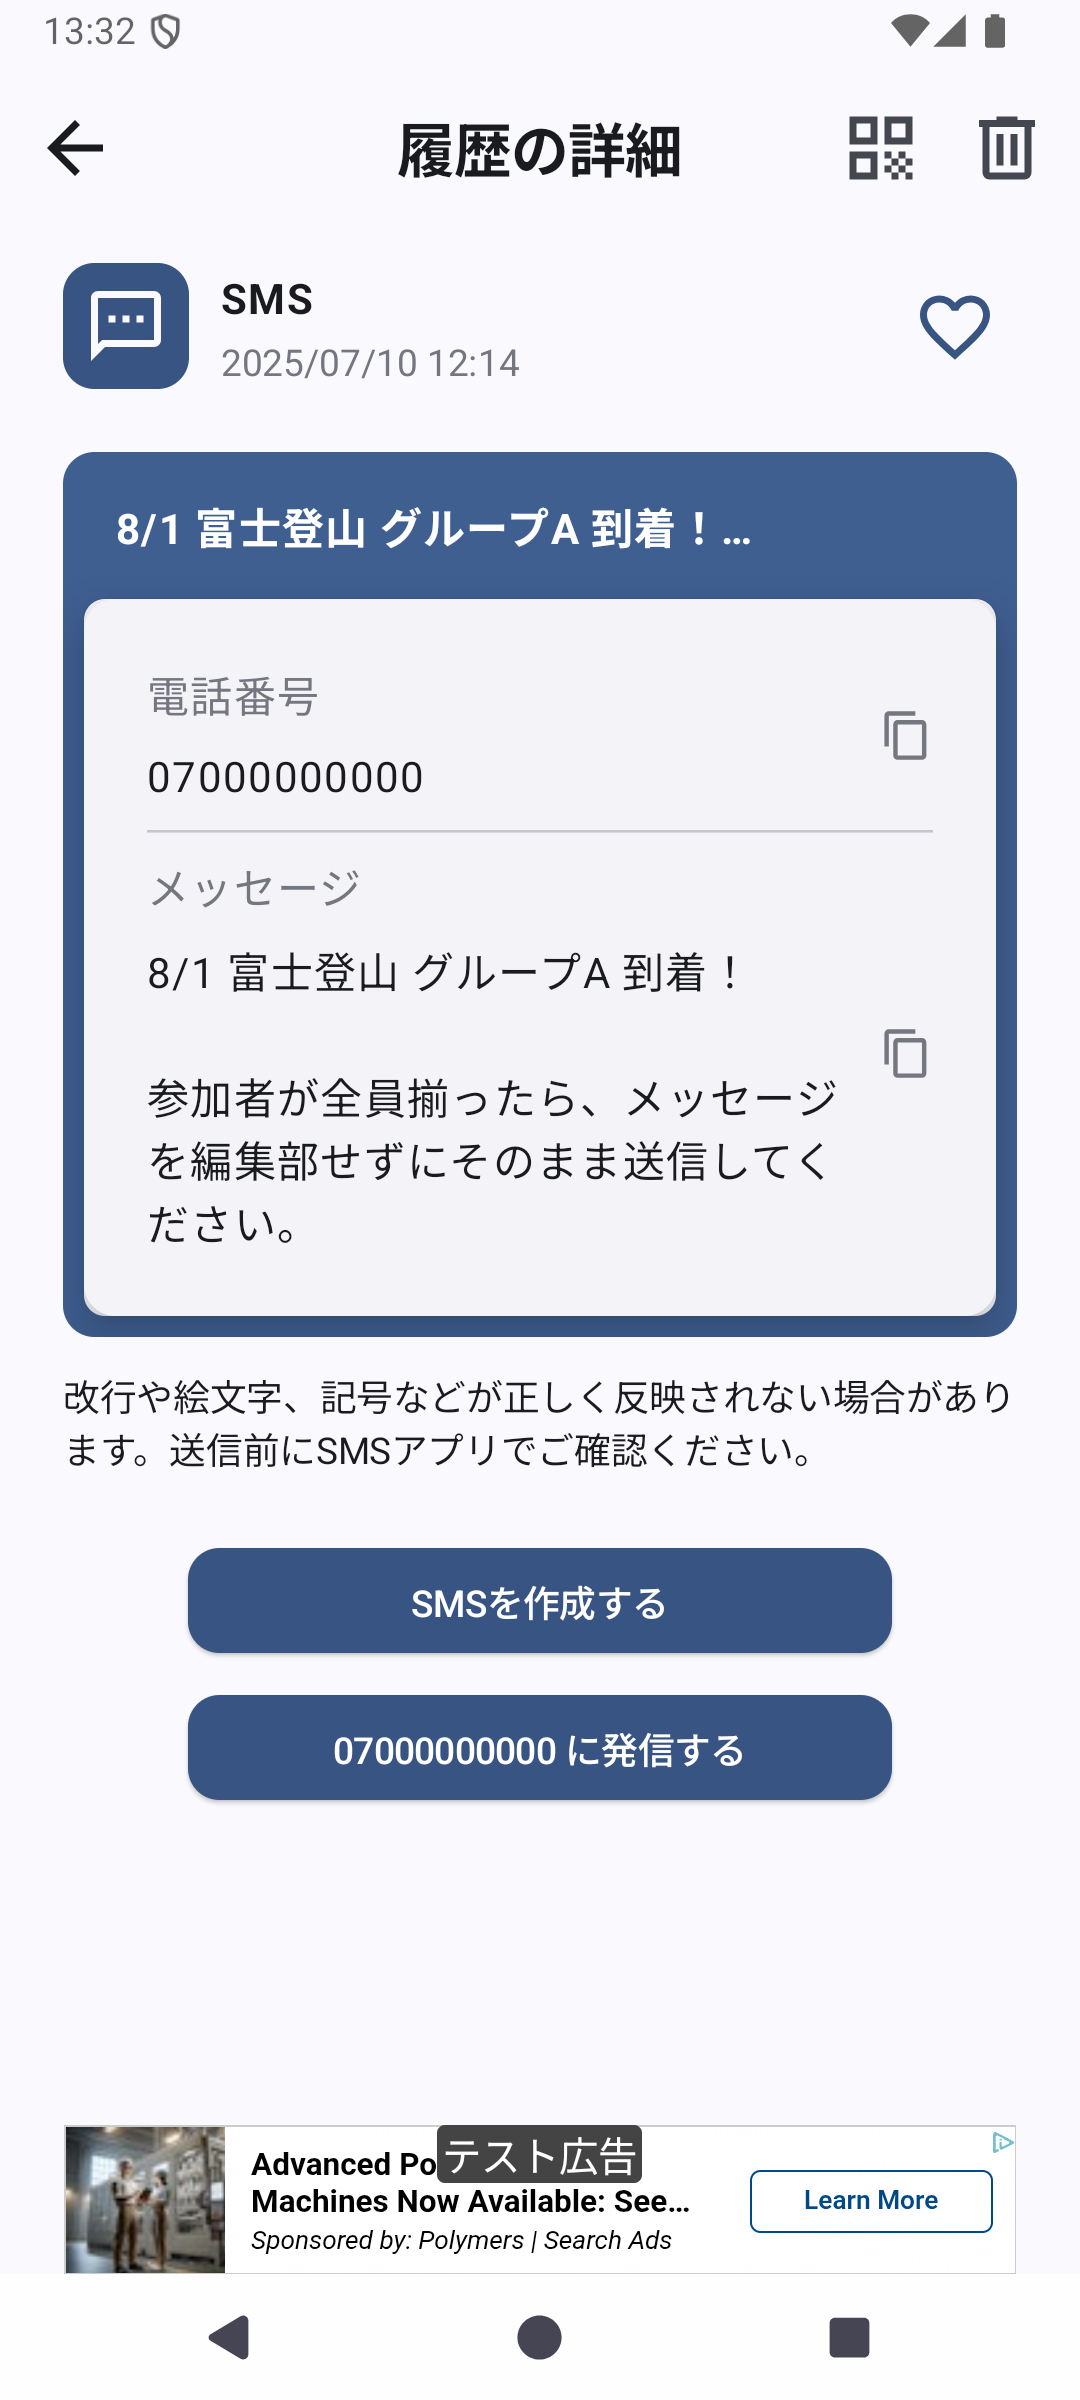 13:32
履歴の詳細
SMS
2025/07/10 12:14
8/1 富士登山 グループA 到着！...
電話番号
07000000000
メッセージ
8/1 富士登山 グループA 到着！
参加者が全員揃ったら、メッセージ
を編集部せずにそのまま送信してく
ださい。
改行や絵文字、記号などが正しく反映されない場合があり
ます。送信前にSMSアプリでご確認ください。
SMSを作成する
07000000000 に発信する
テスト広告
Advanced Po
Machines Now Available: See...
Sponsored by: Polymers | Search Ads
Learn More